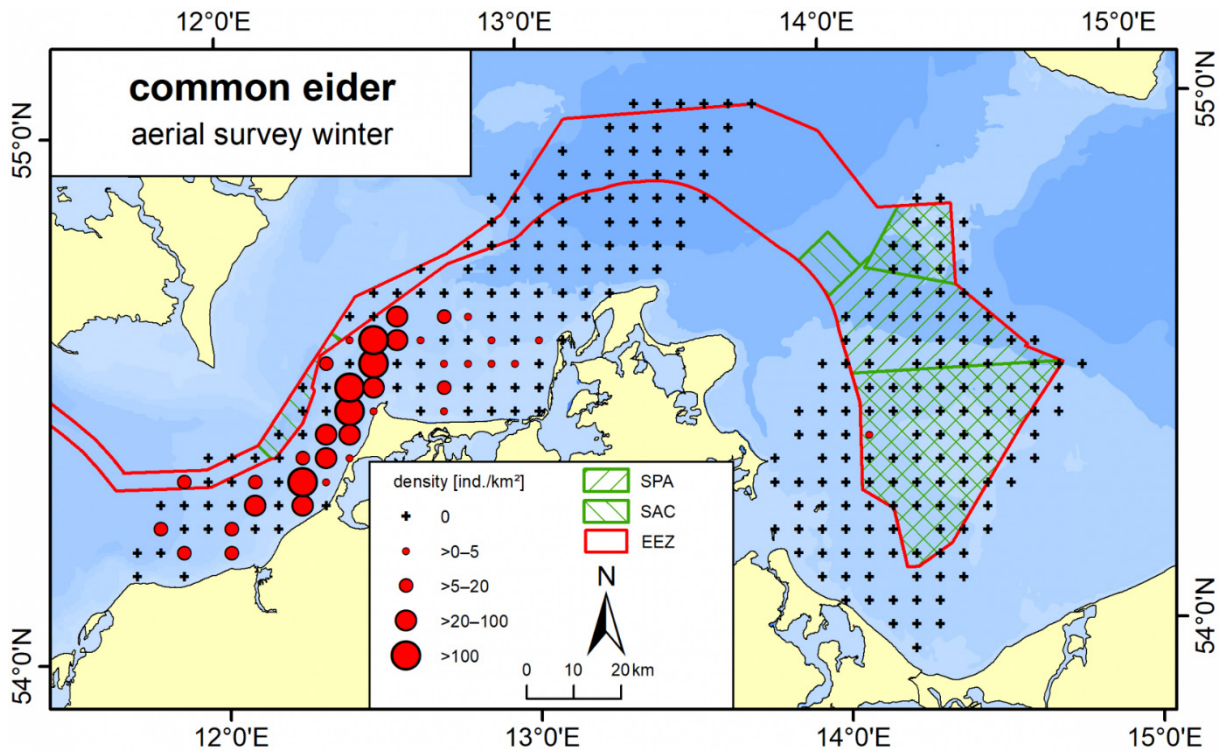 12°0'E
13°0'E
14°0'E
15°0'E
common eider
aerial survey winter
55°0'N
55°0'N
density [ind./km²]
0
>0–5
>5–20
>20–100
>100
SPA
SAC
EEZ
N
0 10 20 km
54°0'N
54°0'N
12°0'E
13°0'E
14°0'E
15°0'E